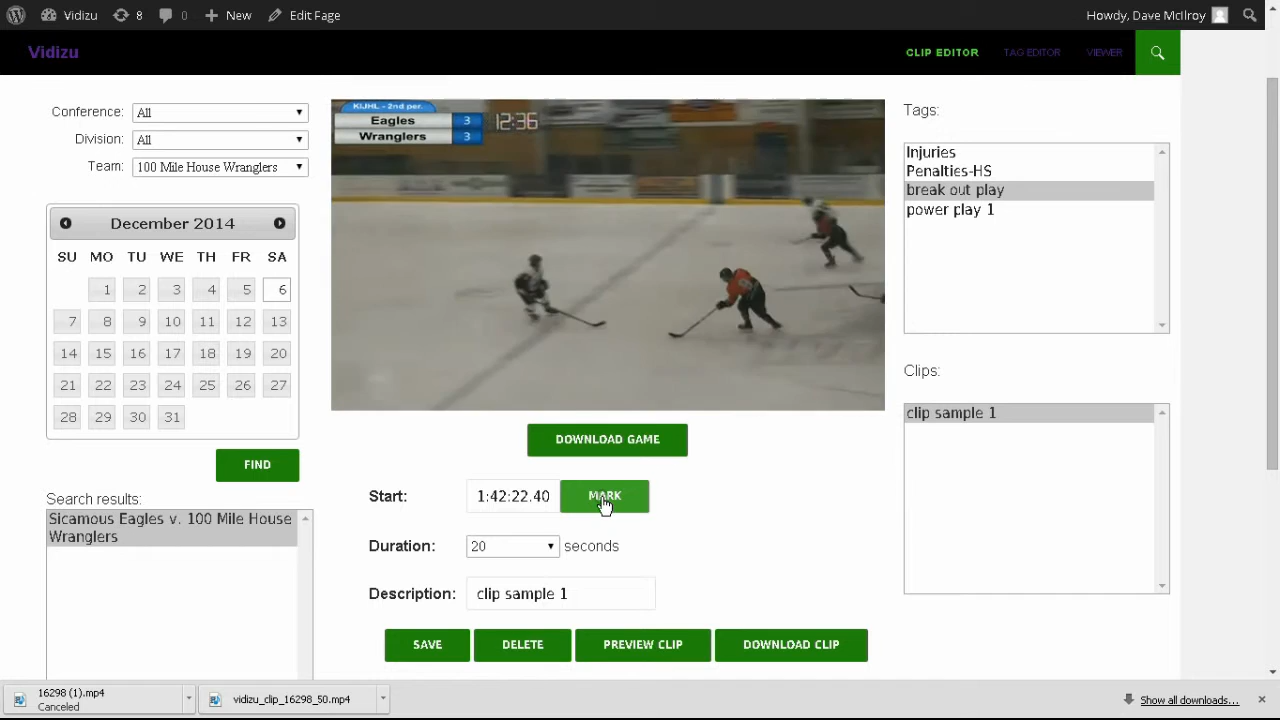 Vidizu 8 0 New Edit Page Howdy, Dave McIlroy
Vidizu CLIP EDITOR TAG EDITOR VIEWER
Conference: All
Division: All
Team: 100 Mile House Wranglers
December 2014
SU MO TU WE TH FR SA
1 2 3 4 5 6
7 8 9 10 11 12 13
14 15 16 17 18 19 20
21 22 23 24 25 26 27
28 29 30 31
FIND
Search results:
Sicamous Eagles v. 100 Mile House
Wranglers
KIJHL - 2nd per.
Eagles 3 12:36
Wranglers 3
DOWNLOAD GAME
Start: 1:42:22.40 MARK
Duration: 20 seconds
Description: clip sample 1
SAVE DELETE PREVIEW CLIP DOWNLOAD CLIP
Tags:
Injuries
Penalties-HS
break out play
power play 1
Clips:
clip sample 1
16298 (1).mp4
Canceled
vidizu_clip_16298_50.mp4
Show all downloads...